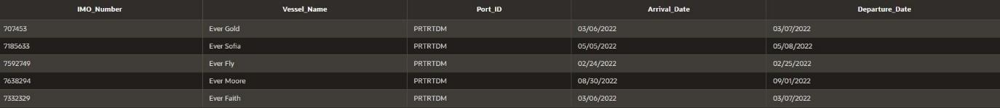 IMO_Number Vessel_Name Port_ID Arrival_Date Departure_Date
707453 Ever Gold PRTRTDM 03/06/2022 03/07/2022
7185633 Ever Sofia PRTRTDM 05/05/2022 05/08/2022
7592749 Ever Fly PRTRTDM 02/24/2022 02/25/2022
7638294 Ever Moore PRTRTDM 08/30/2022 09/01/2022
7332329 Ever Faith PRTRTDM 03/06/2022 03/07/2022